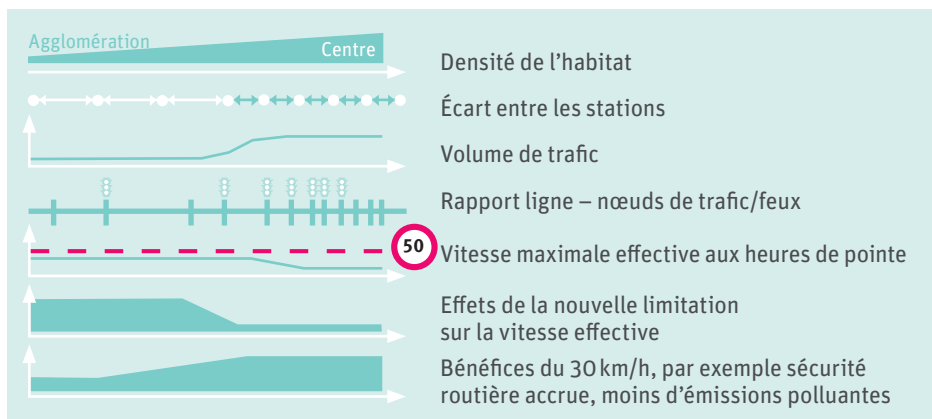 Agglomération
Centre
Densité de l’habitat
Écart entre les stations
Volume de trafic
Rapport ligne – nœuds de trafic/feux
50
Vitesse maximale effective aux heures de pointe
Effets de la nouvelle limitation
sur la vitesse effective
Bénéfices du 30 km/h, par exemple sécurité
routière accrue, moins d’émissions polluantes